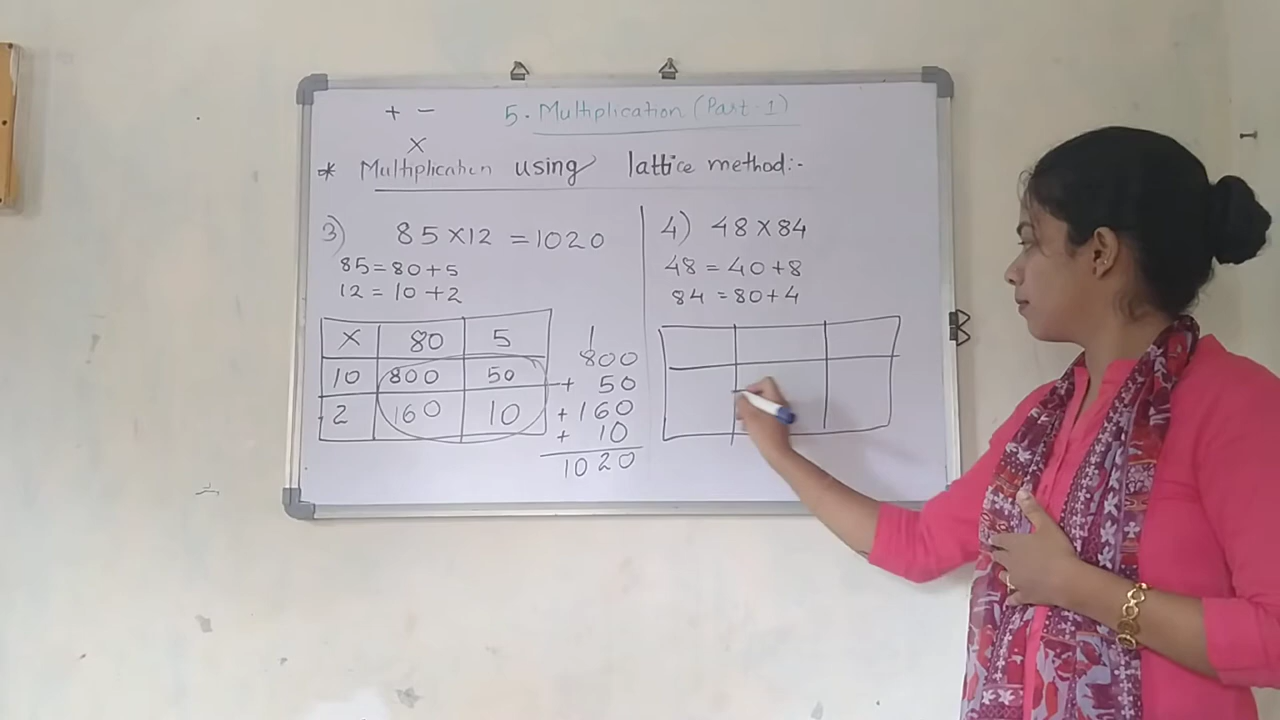 + −
×
5. Multiplication (Part-1)
* Multiplication using lattice method:-
3) 85×12 =1020
85=80+5
12 = 10 +2
× 80 5
10 800 50
2 160 10
1
800
+ 50
+160
+ 10
1020
4) 48×84
48 = 40+8
84 =80+4